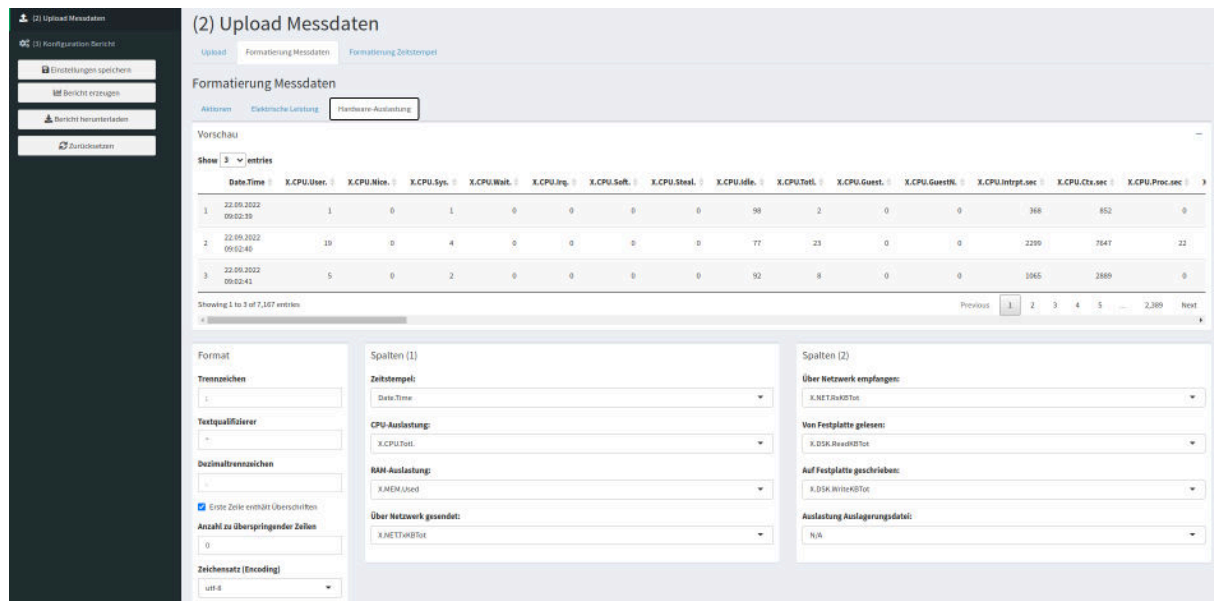 (2) Upload Messdaten
(3) Konfiguration Bericht
Einstellungen speichern
Bericht erzeugen
Bericht herunterladen
Zurücksetzen
(2) Upload Messdaten
Upload Formatierung Messdaten Formatierung Zeitstempel
Formatierung Messdaten
Aktionen Elektrische Leistung Hardware-Auslastung
Vorschau
Show 3 entries
Date.Time X.CPU.User. X.CPU.Nice. X.CPU.Sys. X.CPU.Wait. X.CPU.Irq. X.CPU.Soft. X.CPU.Steal. X.CPU.Idle. X.CPU.Totl. X.CPU.Guest. X.CPU.GuestN. X.CPU.Intrpt.sec X.CPU.Ctx.sec X.CPU.Proc.sec
1 22.09.2022 09:02:39 1 0 1 0 0 0 0 98 2 0 0 368 852 0
2 22.09.2022 09:02:40 19 0 4 0 0 0 0 77 23 0 0 2299 7647 22
3 22.09.2022 09:02:41 5 0 2 0 0 0 0 92 8 0 0 1065 2889 0
Showing 1 to 3 of 7,167 entries
Previous 1 2 3 4 5 … 2,389 Next
Format
Trennzeichen
Textqualifizierer
Dezimaltrennzeichen
Erste Zeile enthält Überschriften
Anzahl zu überspringender Zeilen
0
Zeichensatz (Encoding)
utf-8
Spalten (1)
Zeitstempel:
Date.Time
CPU-Auslastung:
X.CPU.Totl.
RAM-Auslastung:
X.MEM.Used
Über Netzwerk gesendet:
X.NET.TxKBTot
Spalten (2)
Über Netzwerk empfangen:
X.NET.RxKBTot
Von Festplatte gelesen:
X.DSK.ReadKBTot
Auf Festplatte geschrieben:
X.DSK.WriteKBTot
Auslastung Auslagerungsdatei:
N/A